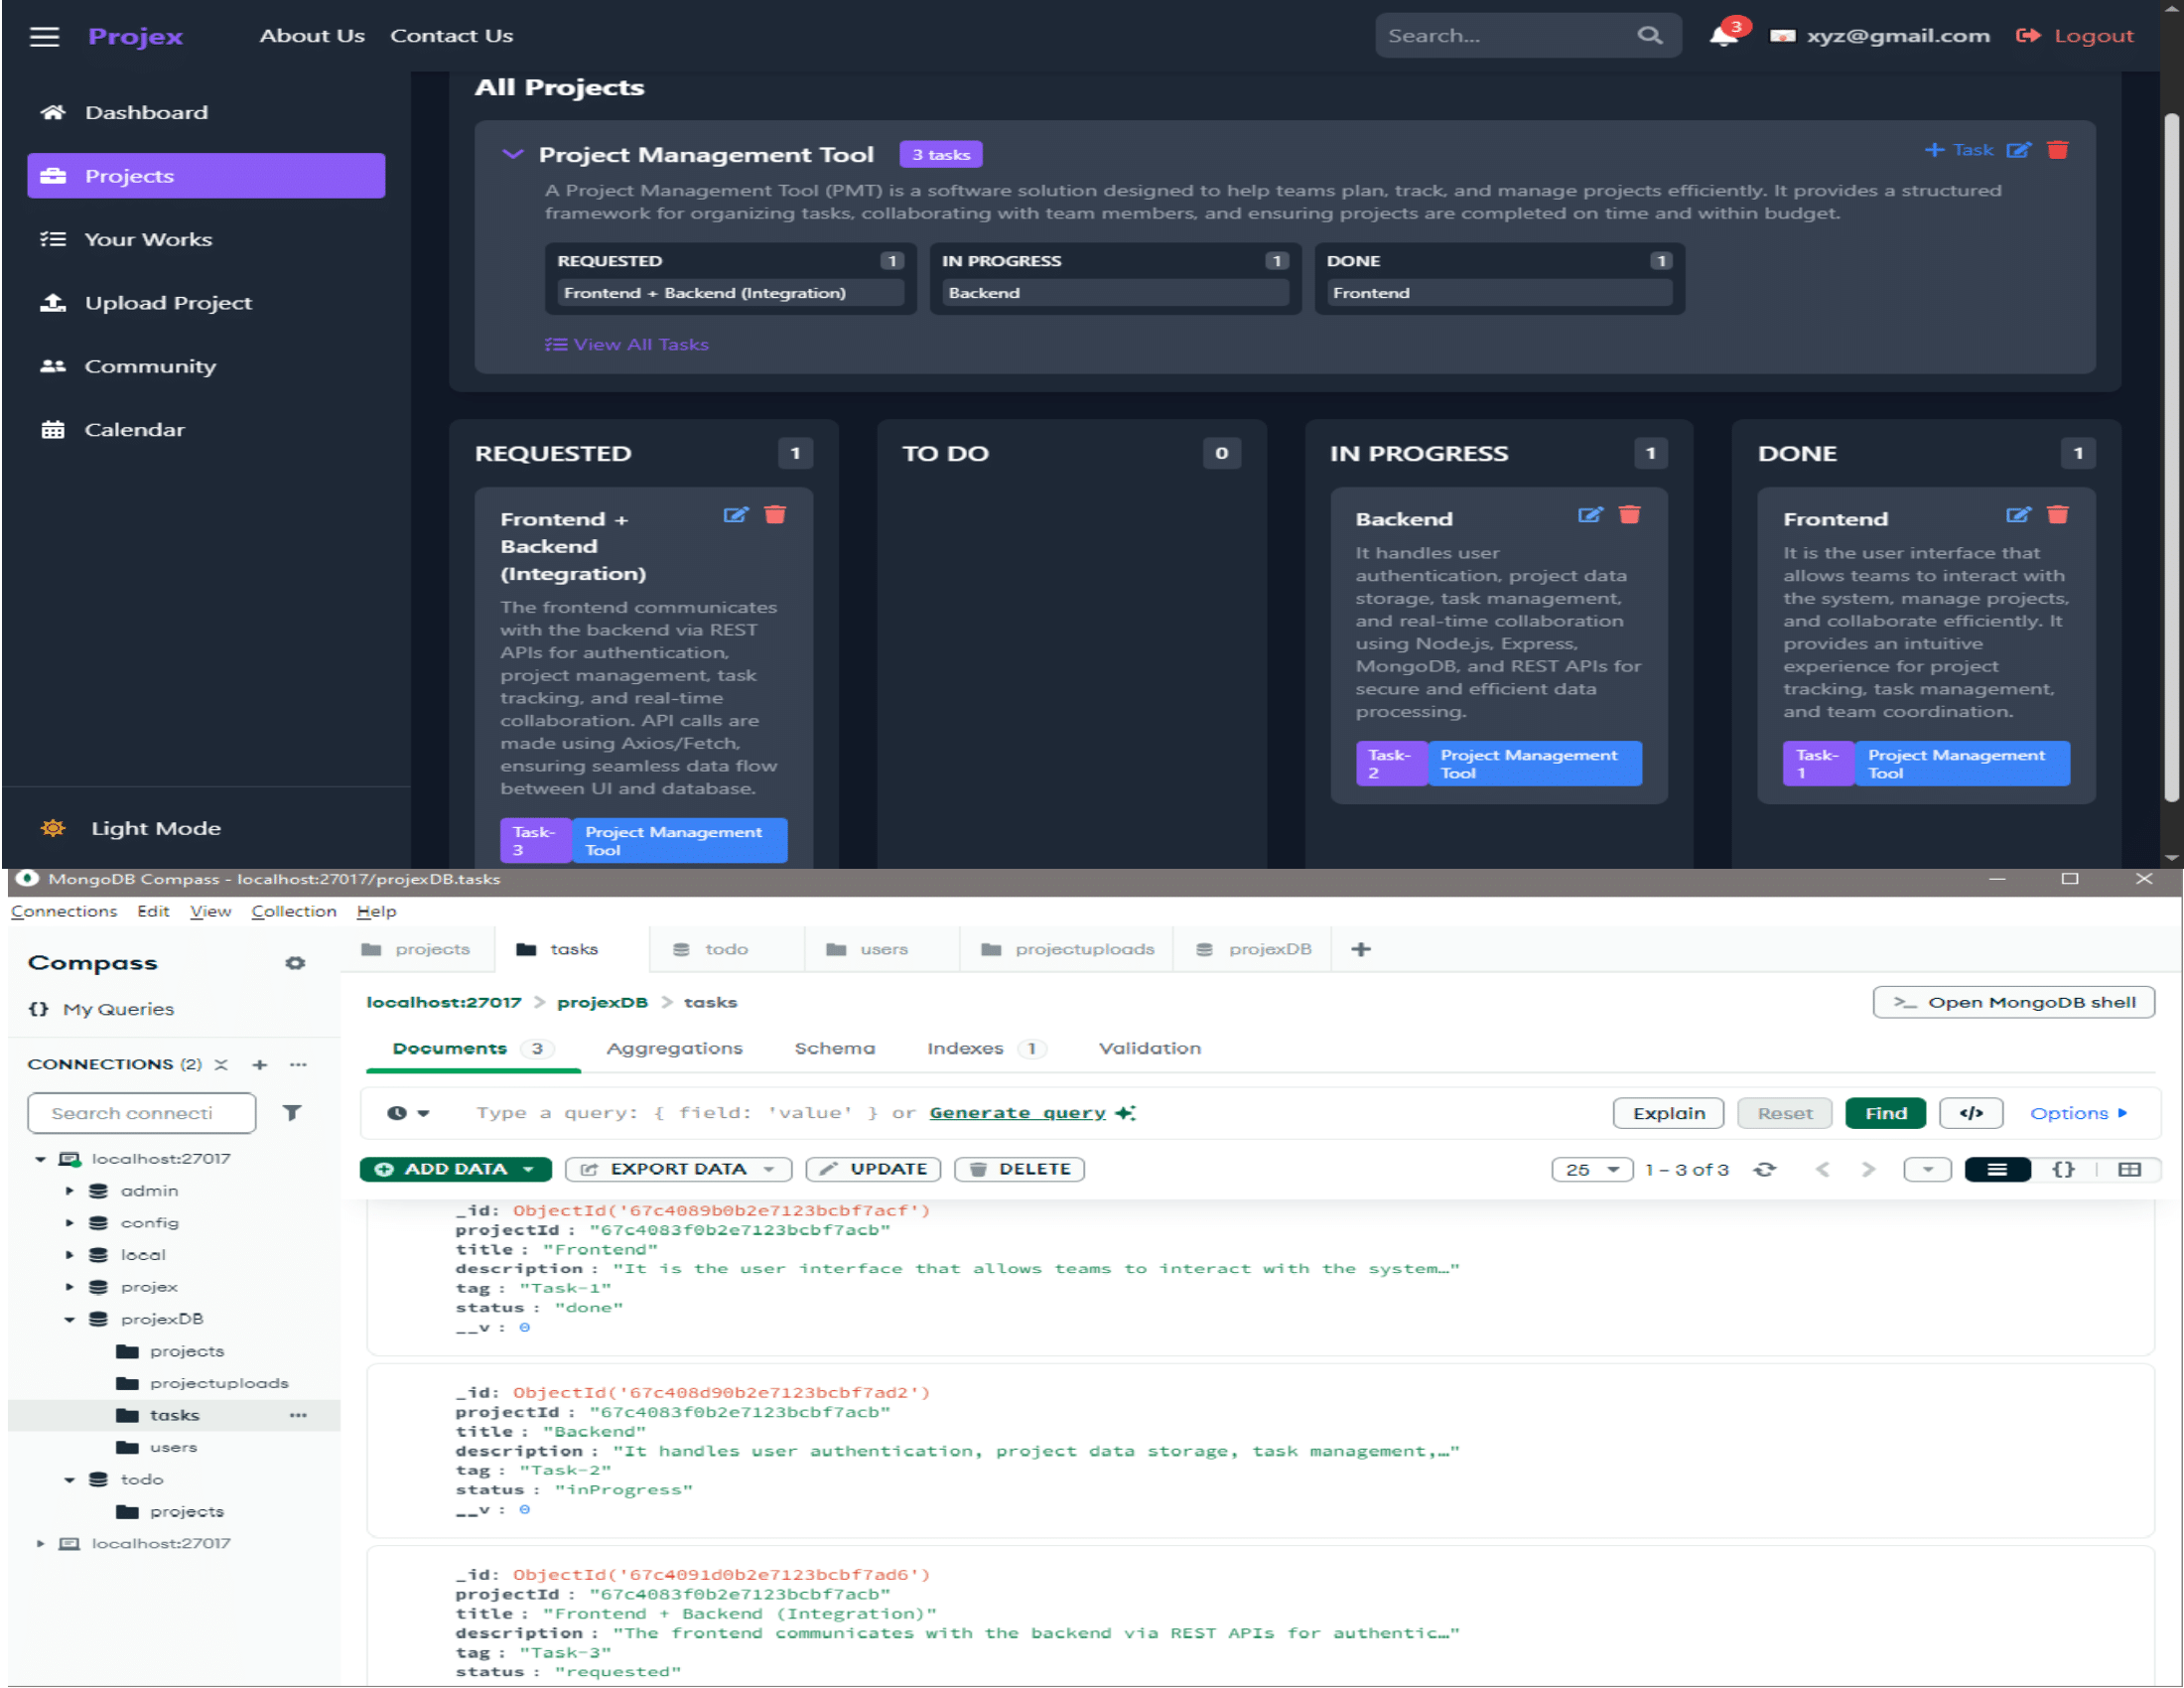 Projex About Us Contact Us Search... 3 xyz@gmail.com Logout
Dashboard
Projects
Your Works
Upload Project
Community
Calendar
Light Mode
All Projects
Project Management Tool 3 tasks + Task
A Project Management Tool (PMT) is a software solution designed to help teams plan, track, and manage projects efficiently. It provides a structured
framework for organizing tasks, collaborating with team members, and ensuring projects are completed on time and within budget.
REQUESTED 1
Frontend + Backend (Integration)
IN PROGRESS 1
Backend
DONE 1
Frontend
View All Tasks
REQUESTED 1
Frontend +
Backend
(Integration)
The frontend communicates
with the backend via REST
APIs for authentication,
project management, task
tracking, and real-time
collaboration. API calls are
made using Axios/Fetch,
ensuring seamless data flow
between UI and database.
Task-
3
Project Management
Tool
TO DO 0
IN PROGRESS 1
Backend
It handles user
authentication, project data
storage, task management,
and real-time collaboration
using Node.js, Express,
MongoDB, and REST APIs for
secure and efficient data
processing.
Task-
2
Project Management
Tool
DONE 1
Frontend
It is the user interface that
allows teams to interact with
the system, manage projects,
and collaborate efficiently. It
provides an intuitive
experience for project
tracking, task management,
and team coordination.
Task-
1
Project Management
Tool
MongoDB Compass - localhost:27017/projexDB.tasks
Connections Edit View Collection Help
Compass
{} My Queries
CONNECTIONS (2)
Search connecti
localhost:27017
admin
config
local
projex
projexDB
projects
projectuploads
tasks
users
todo
projects
localhost:27017
projects tasks todo users projectuploads projexDB +
localhost:27017 > projexDB > tasks >_ Open MongoDB shell
Documents 3 Aggregations Schema Indexes 1 Validation
Type a query: { field: 'value' } or Generate query Explain Reset Find </> Options
ADD DATA EXPORT DATA UPDATE DELETE 25 1 – 3 of 3 {}
_id: ObjectId('67c4089b0b2e7123bcbf7acf')
projectId : "67c4083f0b2e7123bcbf7acb"
title : "Frontend"
description : "It is the user interface that allows teams to interact with the system…"
tag : "Task-1"
status : "done"
__v : 0
_id: ObjectId('67c408d90b2e7123bcbf7ad2')
projectId : "67c4083f0b2e7123bcbf7acb"
title : "Backend"
description : "It handles user authentication, project data storage, task management,…"
tag : "Task-2"
status : "inProgress"
__v : 0
_id: ObjectId('67c4091d0b2e7123bcbf7ad6')
projectId : "67c4083f0b2e7123bcbf7acb"
title : "Frontend + Backend (Integration)"
description : "The frontend communicates with the backend via REST APIs for authentic…"
tag : "Task-3"
status : "requested"